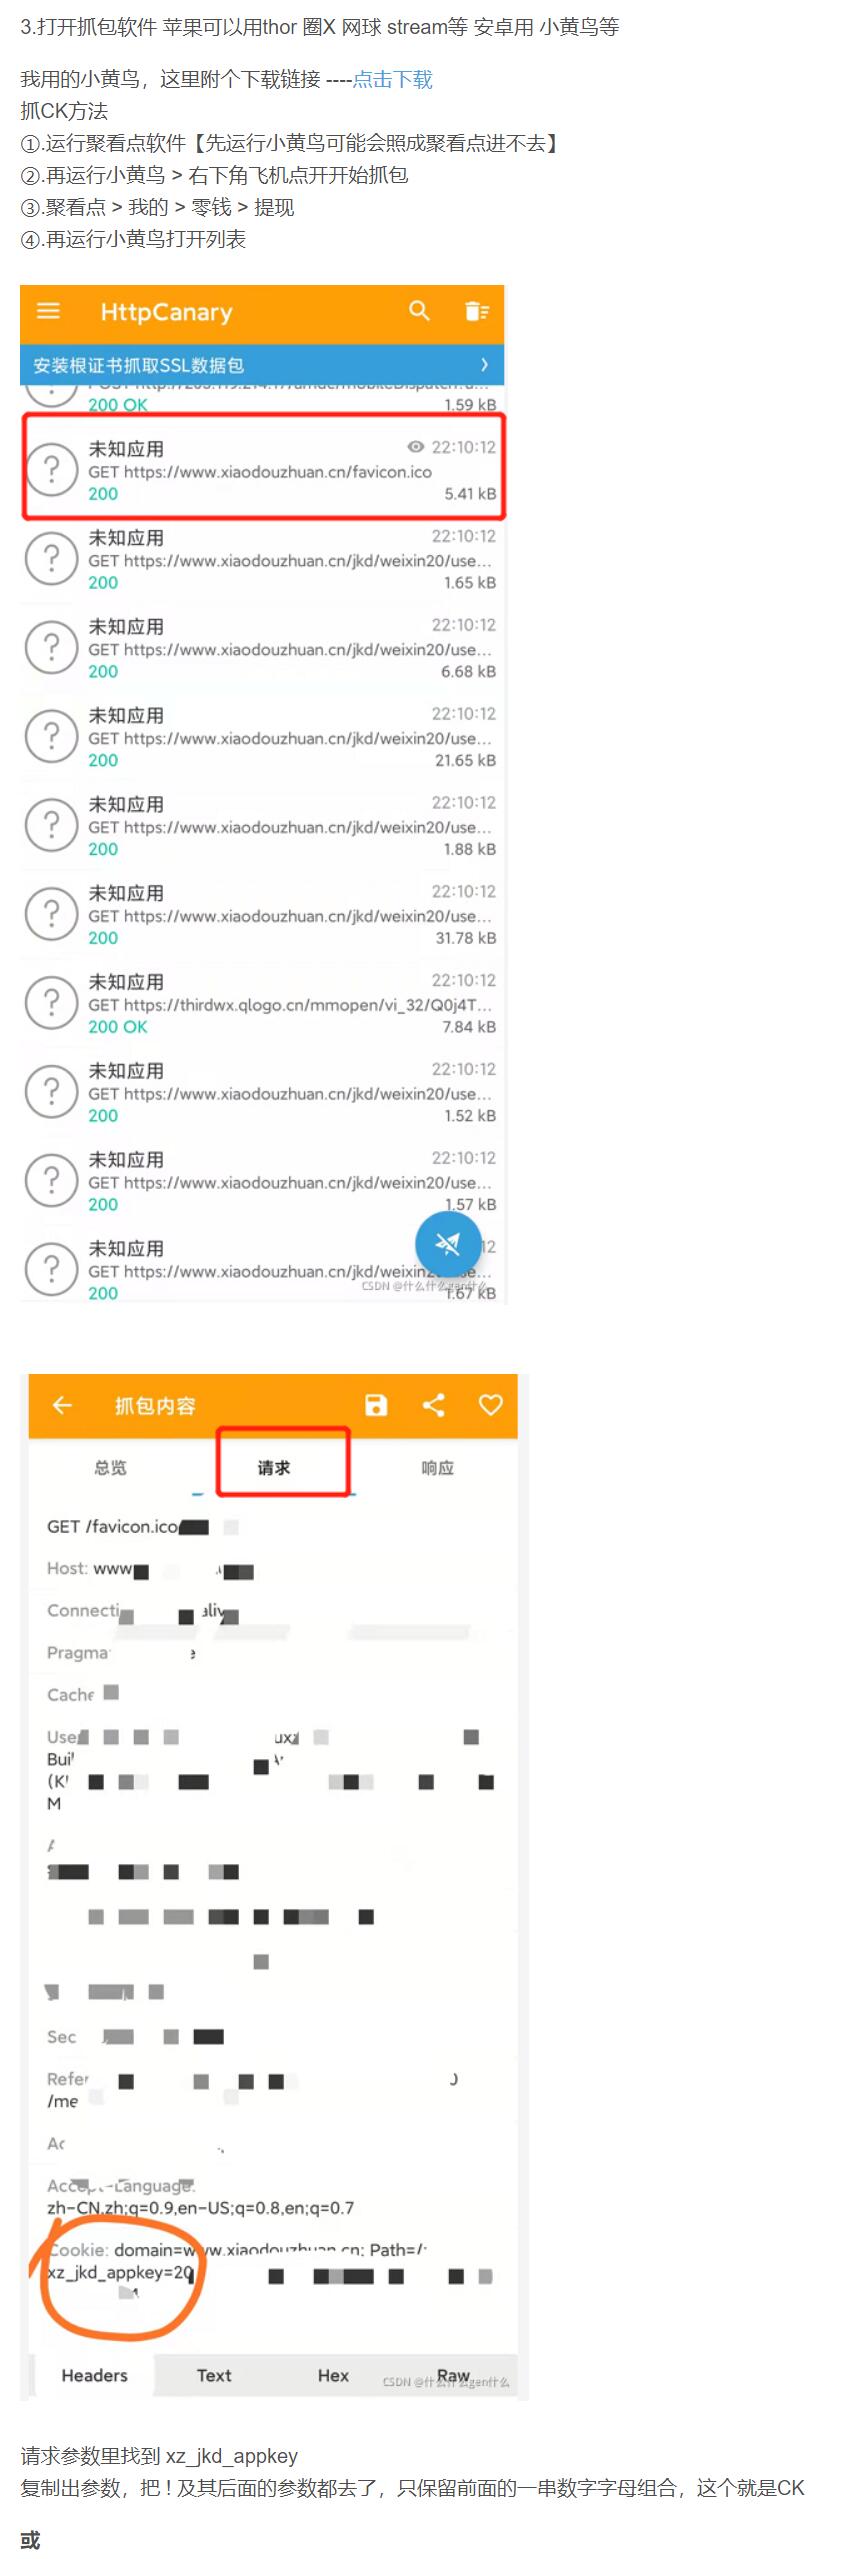 3.打开抓包软件 苹果可以用thor 圈X 网球 stream等 安卓用 小黄鸟等
我用的小黄鸟，这里附个下载链接 ----点击下载
抓CK方法
①.运行聚看点软件【先运行小黄鸟可能会照成聚看点进不去】
②.再运行小黄鸟 > 右下角飞机点开开始抓包
③.聚看点 > 我的 > 零钱 > 提现
④.再运行小黄鸟打开列表
HttpCanary
安装根证书抓取SSL数据包
200 OK 1.59 kB
未知应用 22:10:12
GET https://www.xiaodouzhuan.cn/favicon.ico
200 5.41 kB
未知应用 22:10:12
GET https://www.xiaodouzhuan.cn/jkd/weixin20/use...
200 1.65 kB
未知应用 22:10:12
GET https://www.xiaodouzhuan.cn/jkd/weixin20/use...
200 6.68 kB
未知应用 22:10:12
GET https://www.xiaodouzhuan.cn/jkd/weixin20/use...
200 21.65 kB
未知应用 22:10:12
GET https://www.xiaodouzhuan.cn/jkd/weixin20/use...
200 1.88 kB
未知应用 22:10:12
GET https://www.xiaodouzhuan.cn/jkd/weixin20/use...
200 31.78 kB
未知应用 22:10:12
GET https://thirdwx.qlogo.cn/mmopen/vi_32/Q0j4T...
200 OK 7.84 kB
未知应用 22:10:12
GET https://www.xiaodouzhuan.cn/jkd/weixin20/use...
200 1.52 kB
未知应用 22:10:12
GET https://www.xiaodouzhuan.cn/jkd/weixin20/use...
200 1.57 kB
未知应用 12
GET https://www.xiaodouzhuan.cn/jkd/weixin
CSDN @什么什么gen什么
200 1.67 kB
抓包内容
总览 请求 响应
GET /favicon.ico
Host: www
Connecti
Pragma
Cache
User
Buil
(K
M
Sec
Refer
/me
Accept-Language:
zh-CN,zh;q=0.9,en-US;q=0.8,en;q=0.7
Cookie: domain=www.xiaodouzhuan.cn; Path=/;
xz_jkd_appkey=20
Headers Text Hex Raw
CSDN @什么什么gen什么
请求参数里找到 xz_jkd_appkey
复制出参数，把 ! 及其后面的参数都去了，只保留前面的一串数字字母组合，这个就是CK
或